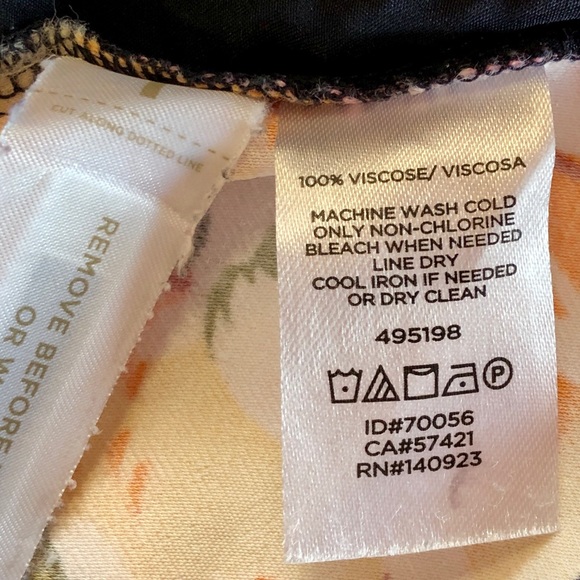 CUT ALONG DOTTED LINE
REMOVE BEFORE
OR
100% VISCOSE/ VISCOSA
MACHINE WASH COLD
ONLY NON-CHLORINE
BLEACH WHEN NEEDED
LINE DRY
COOL IRON IF NEEDED
OR DRY CLEAN
495198
P
ID#70056
CA#57421
RN#140923